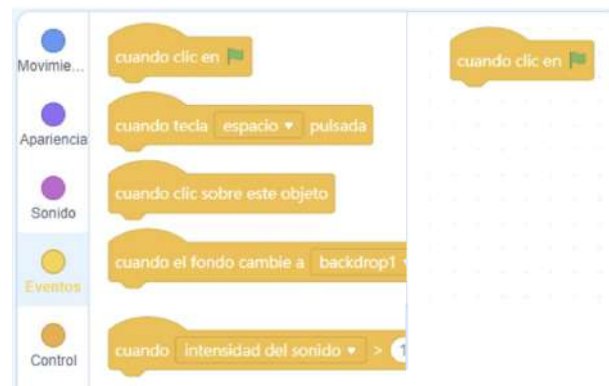 Movimie...
Apariencia
Sonido
Eventos
Control
cuando clic en
cuando tecla espacio pulsada
cuando clic sobre este objeto
cuando el fondo cambie a backdrop1
cuando intensidad del sonido > 1
cuando clic en